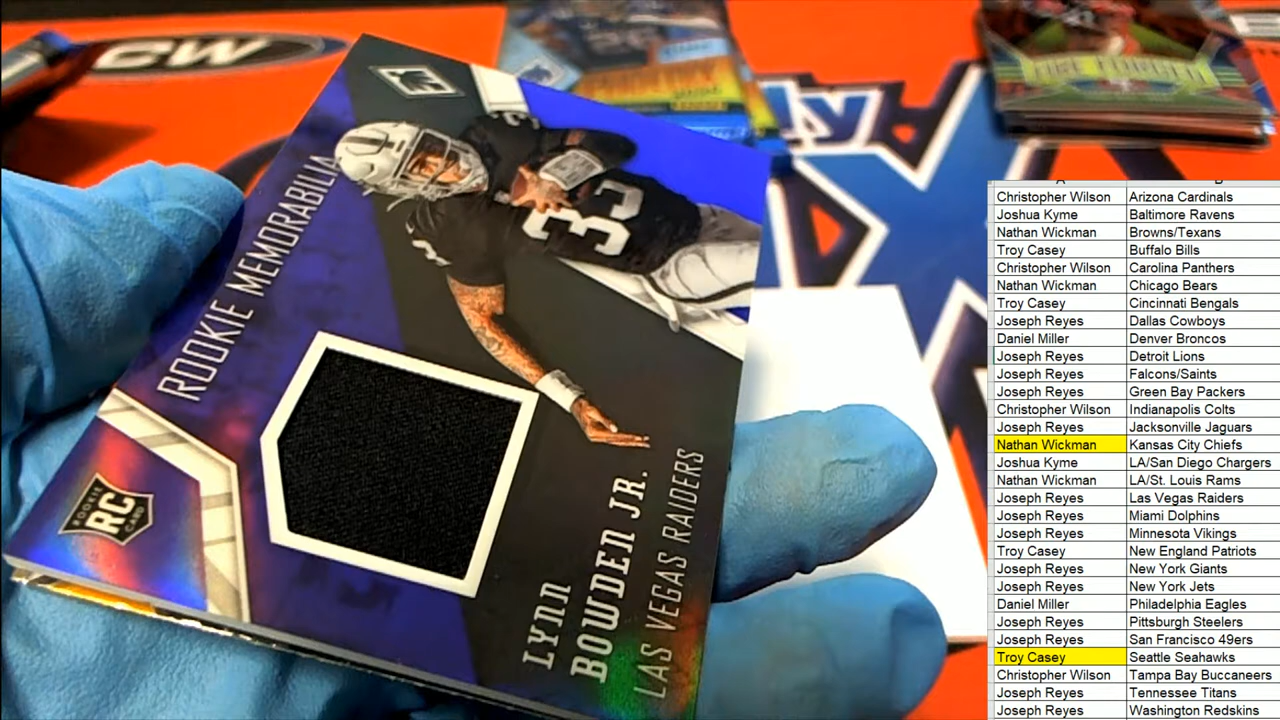 CW
ly
ROOKIE MEMORABILIA
33
ROOKIE
RC
CARD
LYNN
BOWDEN JR.
LAS VEGAS RAIDERS
Christopher Wilson Arizona Cardinals
Joshua Kyme Baltimore Ravens
Nathan Wickman Browns/Texans
Troy Casey Buffalo Bills
Christopher Wilson Carolina Panthers
Nathan Wickman Chicago Bears
Troy Casey Cincinnati Bengals
Joseph Reyes Dallas Cowboys
Daniel Miller Denver Broncos
Joseph Reyes Detroit Lions
Joseph Reyes Falcons/Saints
Joseph Reyes Green Bay Packers
Christopher Wilson Indianapolis Colts
Joseph Reyes Jacksonville Jaguars
Nathan Wickman Kansas City Chiefs
Joshua Kyme LA/San Diego Chargers
Nathan Wickman LA/St. Louis Rams
Joseph Reyes Las Vegas Raiders
Joseph Reyes Miami Dolphins
Joseph Reyes Minnesota Vikings
Troy Casey New England Patriots
Joseph Reyes New York Giants
Joseph Reyes New York Jets
Daniel Miller Philadelphia Eagles
Joseph Reyes Pittsburgh Steelers
Joseph Reyes San Francisco 49ers
Troy Casey Seattle Seahawks
Christopher Wilson Tampa Bay Buccaneers
Joseph Reyes Tennessee Titans
Joseph Reyes Washington Redskins